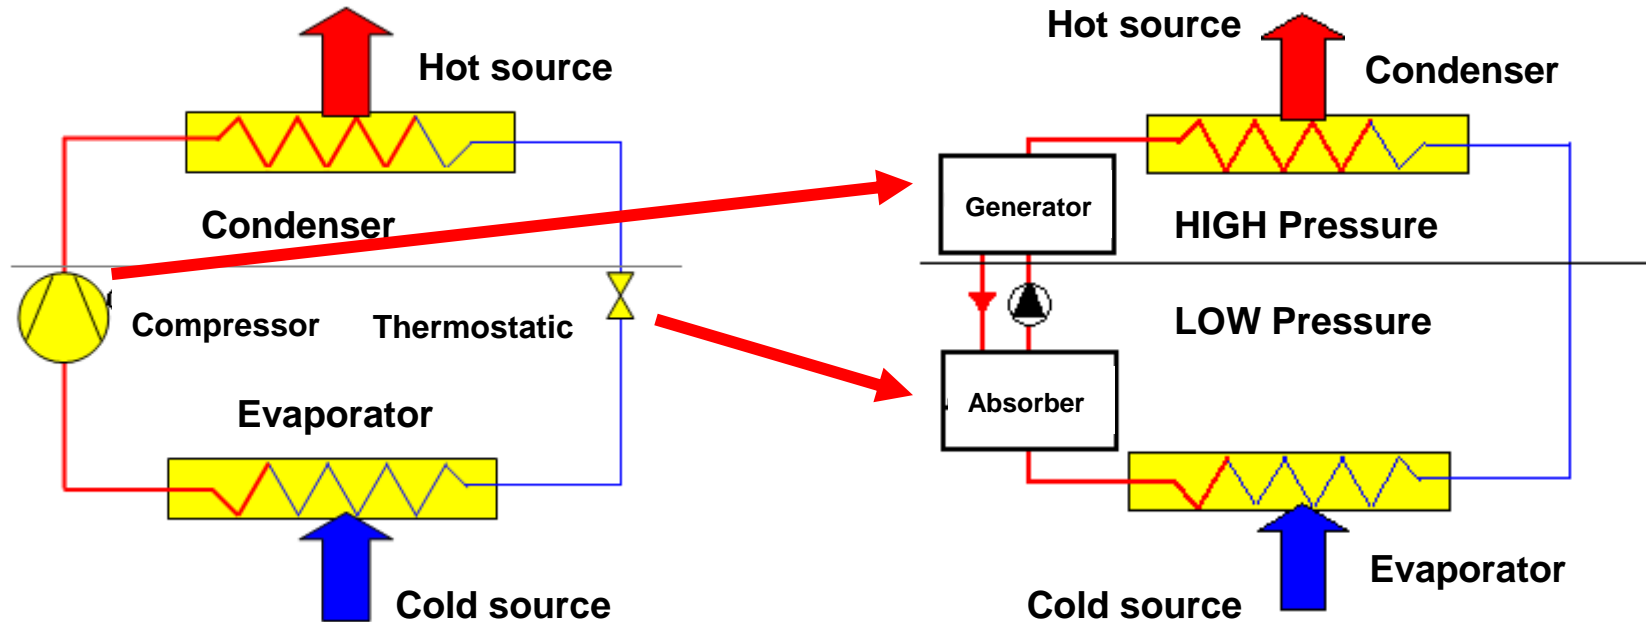 Hot source
Condenser
Compressor
Thermostatic
Evaporator
Cold source
Hot source
Condenser
Generator
HIGH Pressure
LOW Pressure
Absorber
Evaporator
Cold source